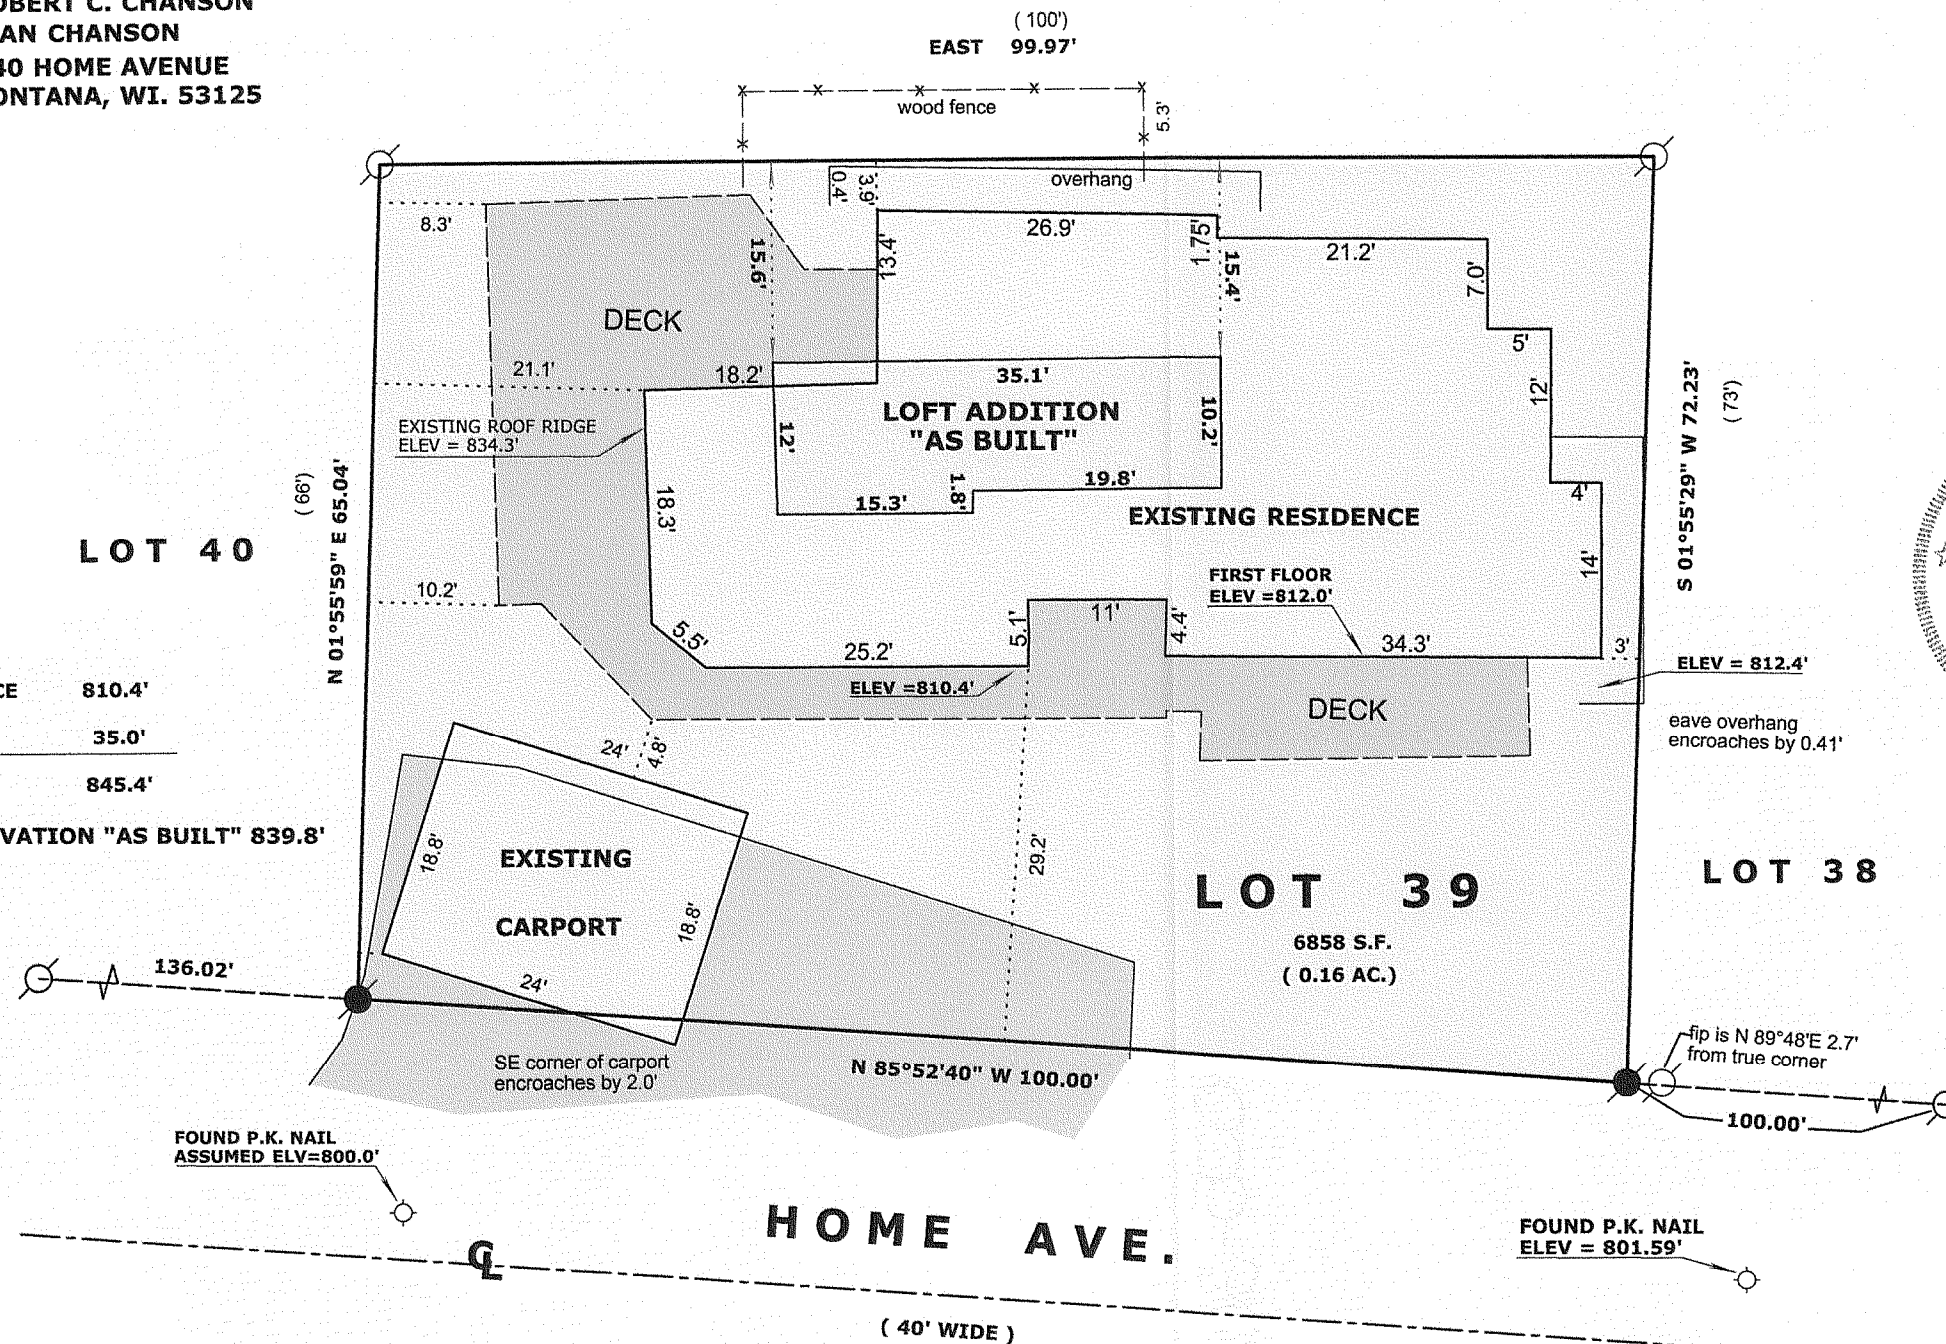 OBERT C. CHANSON
AN CHANSON
40 HOME AVENUE
ONTANA, WI. 53125
( 100')
EAST 99.97'
wood fence
5.3'
overhang
0.4'
3.9'
8.3'
15.6'
13.4'
26.9'
1.75'
15.4'
21.2'
7.0'
DECK
5'
21.1'
18.2'
35.1'
12'
LOFT ADDITION
"AS BUILT"
10.2'
12'
EXISTING ROOF RIDGE
ELEV = 834.3'
S 01°55'29" W 72.23'
( 73')
( 66')
N 01°55'59" E 65.04'
18.3'
15.3'
1.8'
19.8'
4'
EXISTING RESIDENCE
LOT 40
14'
10.2'
FIRST FLOOR
ELEV =812.0'
5.5'
25.2'
5.1'
11'
4.4'
34.3'
3'
ELEV = 812.4'
CE 810.4'
ELEV =810.4'
DECK
eave overhang
encroaches by 0.41'
35.0'
24'
4.8'
845.4'
VATION "AS BUILT" 839.8'
18.8'
EXISTING
CARPORT
18.8'
24'
29.2'
LOT 39
6858 S.F.
( 0.16 AC.)
LOT 38
136.02'
SE corner of carport
encroaches by 2.0'
N 85°52'40" W 100.00'
fip is N 89°48'E 2.7'
from true corner
100.00'
FOUND P.K. NAIL
ASSUMED ELV=800.0'
HOME AVE.
CL
FOUND P.K. NAIL
ELEV = 801.59'
( 40' WIDE )